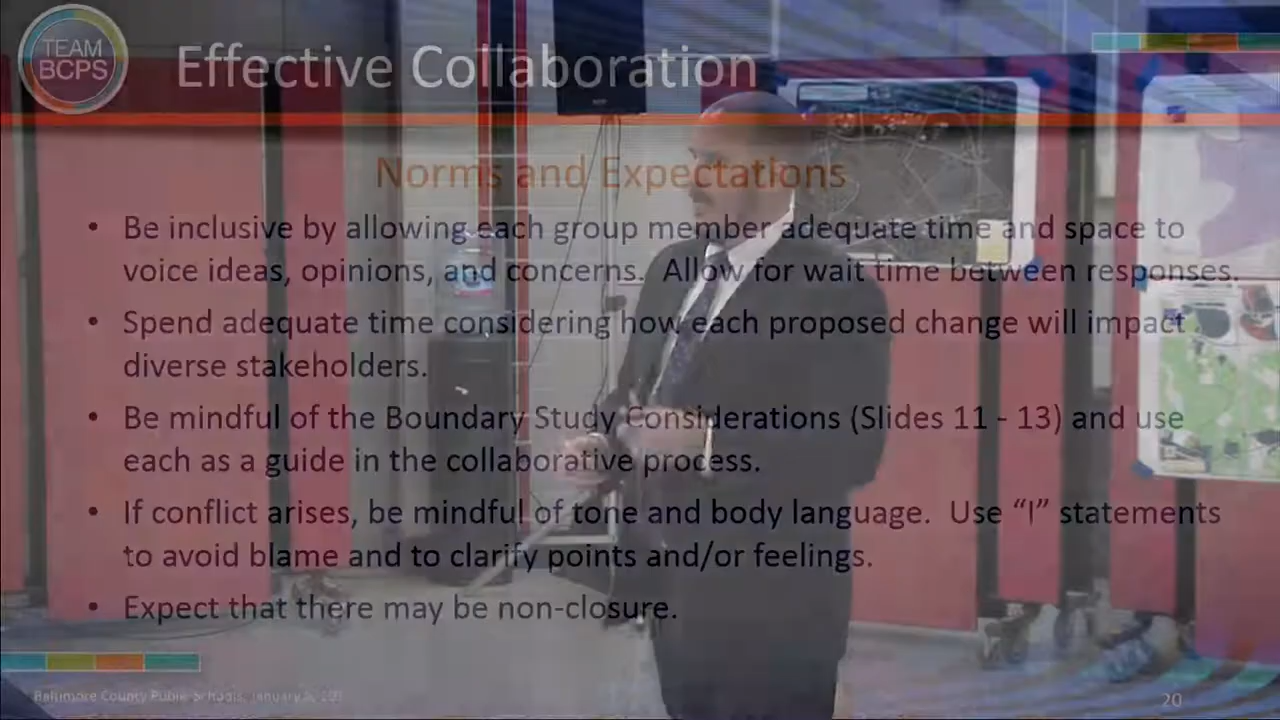 TEAM
BCPS
Effective Collaboration
Norms and Expectations
• Be inclusive by allowing each group member adequate time and space to
voice ideas, opinions, and concerns. Allow for wait time between responses.
• Spend adequate time considering how each proposed change will impact
diverse stakeholders.
• Be mindful of the Boundary Study Considerations (Slides 11 - 13) and use
each as a guide in the collaborative process.
• If conflict arises, be mindful of tone and body language. Use “I” statements
to avoid blame and to clarify points and/or feelings.
• Expect that there may be non-closure.
Baltimore County Public Schools, January
20